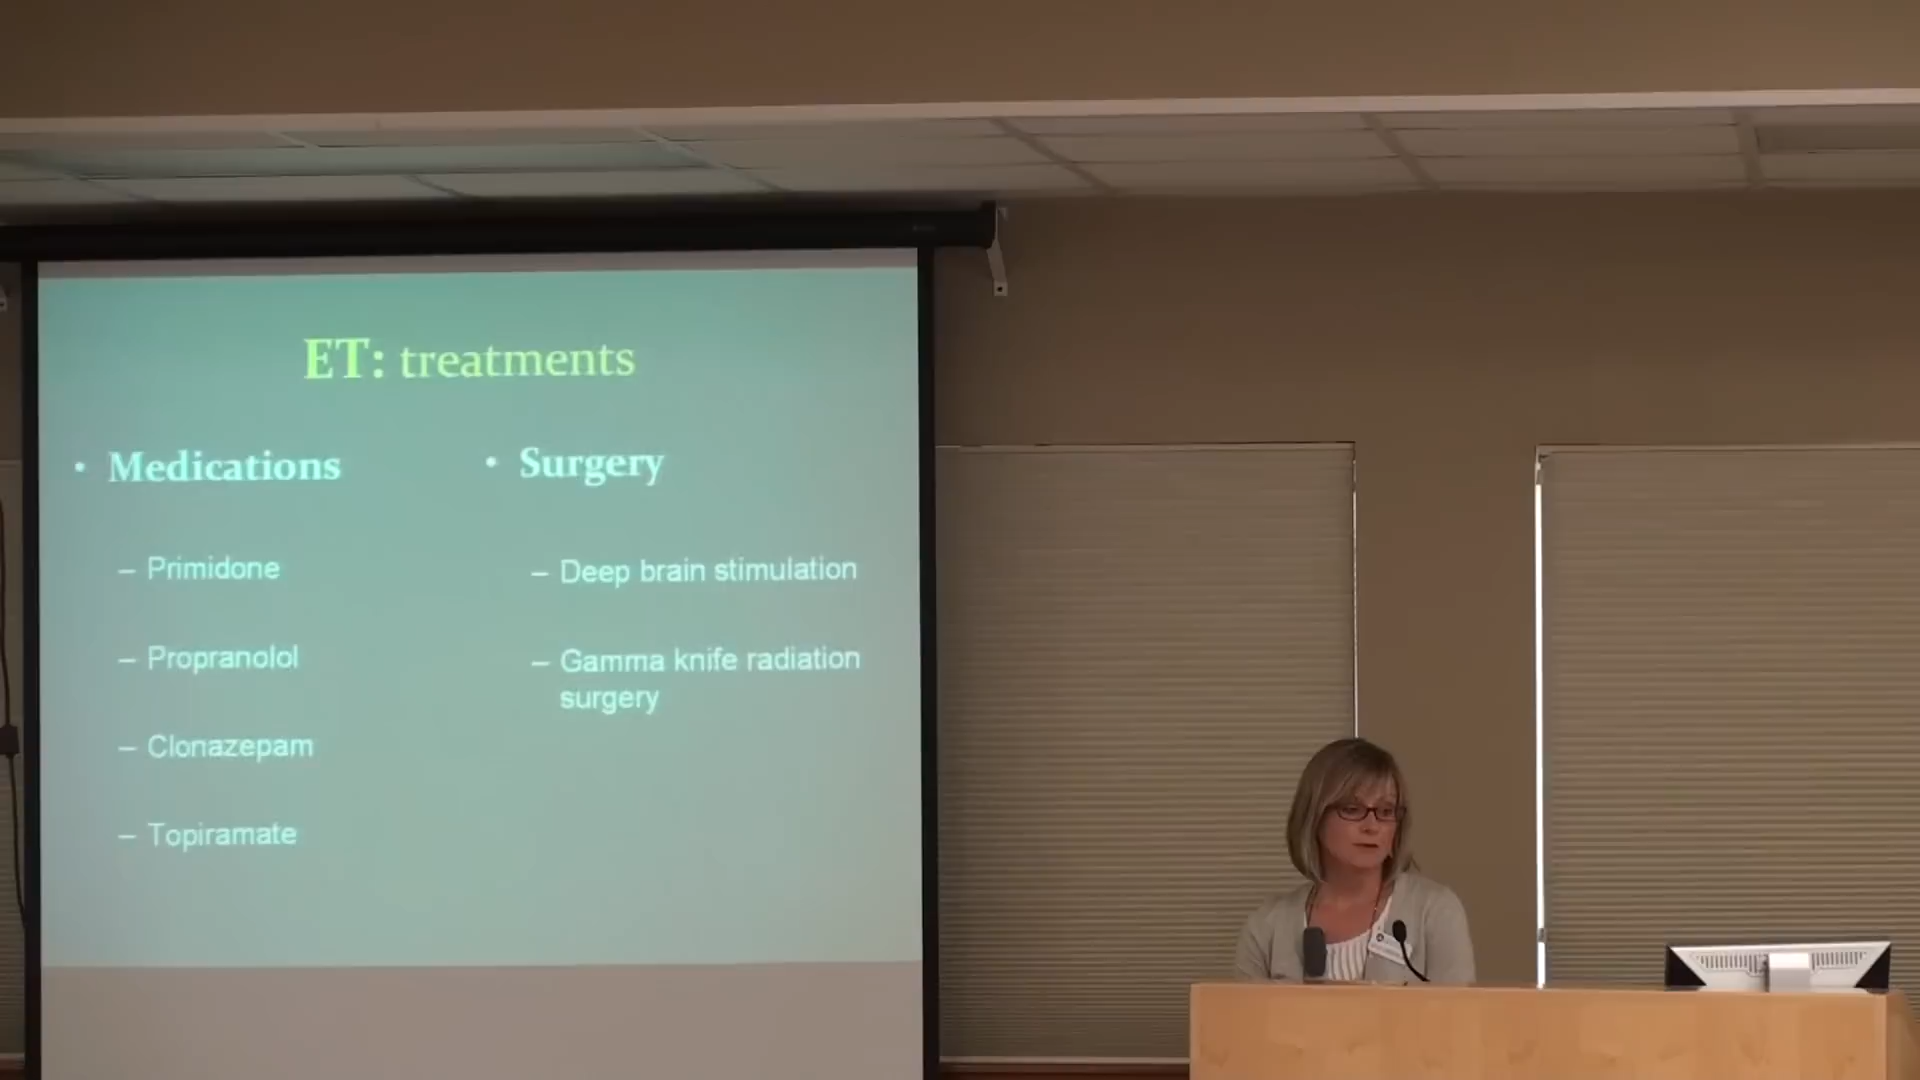 ET: treatments
• Medications
– Primidone
– Propranolol
– Clonazepam
– Topiramate
• Surgery
– Deep brain stimulation
– Gamma knife radiation
surgery